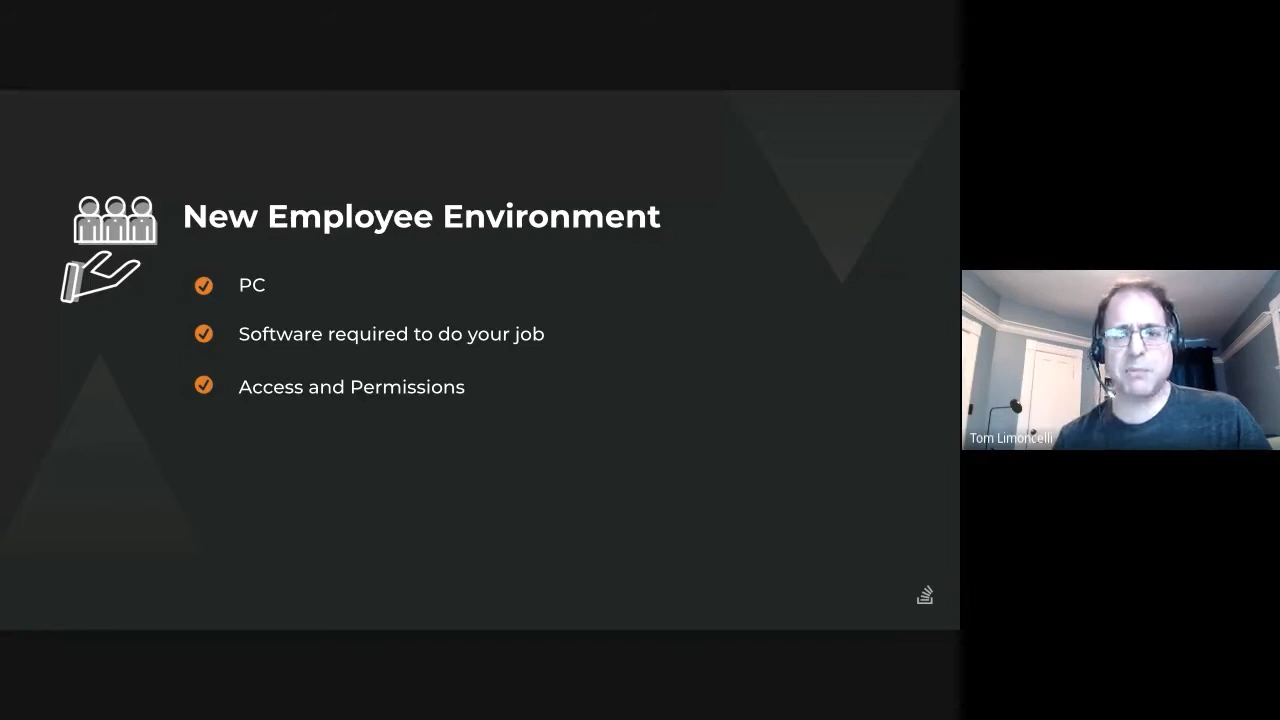 New Employee Environment
PC
Software required to do your job
Access and Permissions
Tom Limoncelli